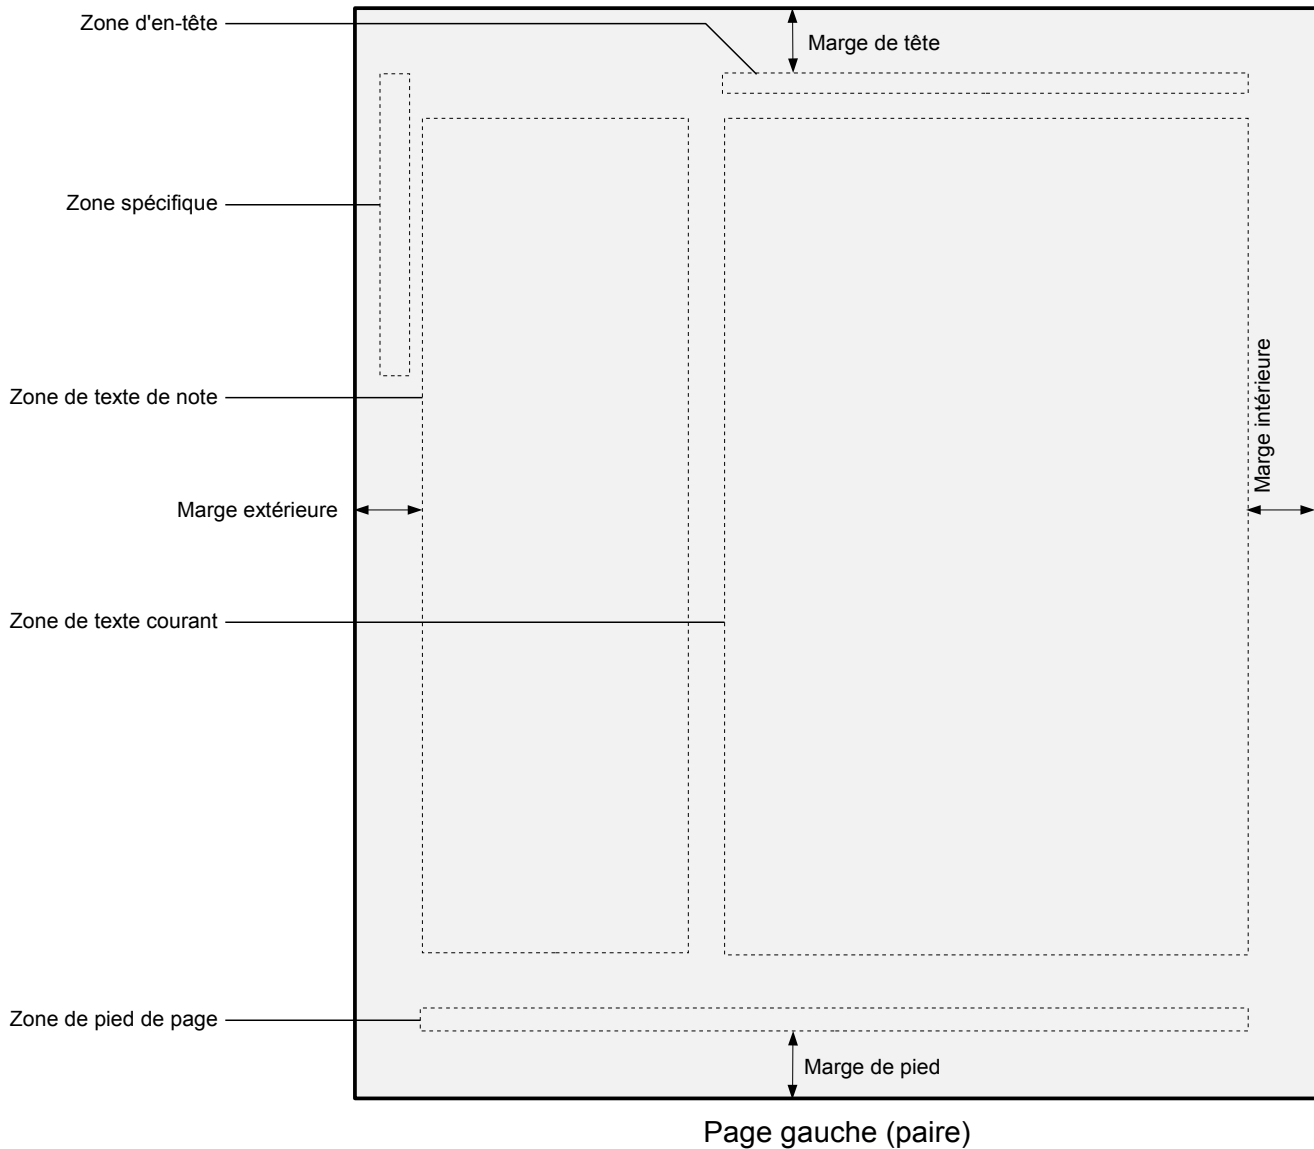 Zone d'en-tête
Marge de tête
Zone spécifique
Zone de texte de note
Marge intérieure
Marge extérieure
Zone de texte courant
Zone de pied de page
Marge de pied
Page gauche (paire)